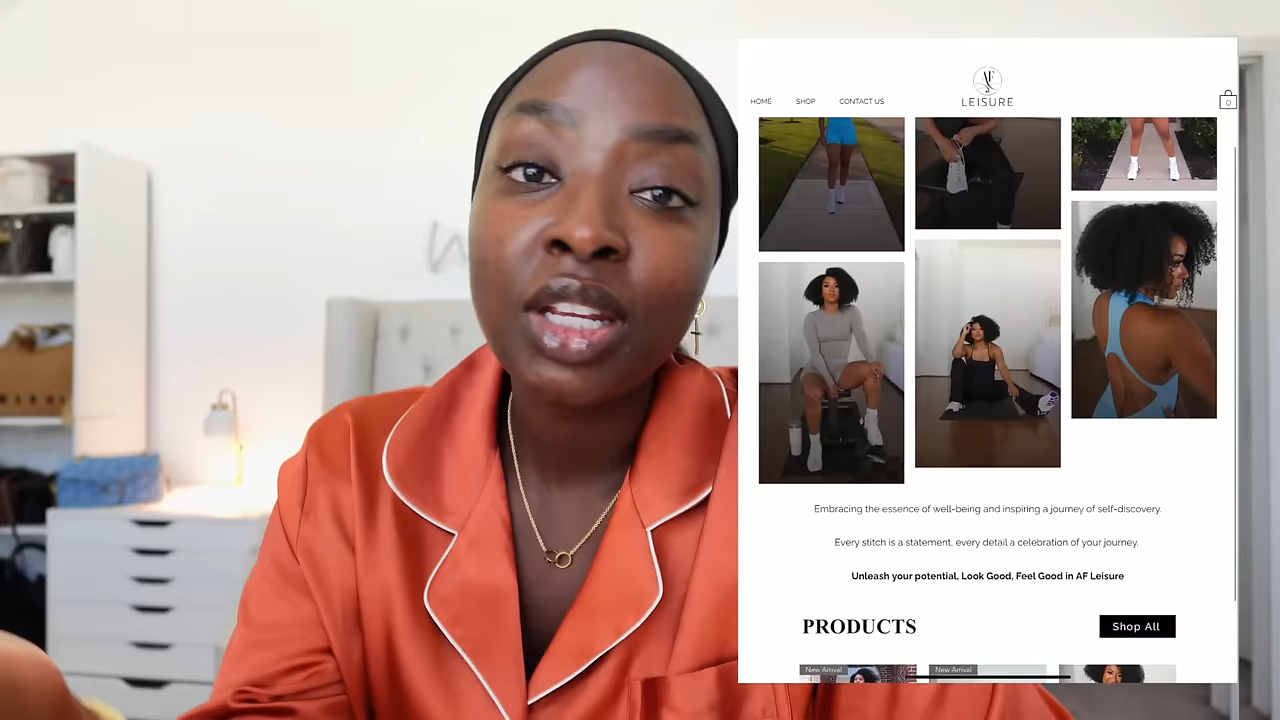 AF
LEISURE
HOME
SHOP
CONTACT US
0
Embracing the essence of well-being and inspiring a journey of self-discovery.
Every stitch is a statement, every detail a celebration of your journey.
Unleash your potential, Look Good, Feel Good in AF Leisure
PRODUCTS
Shop All
New Arrival
New Arrival